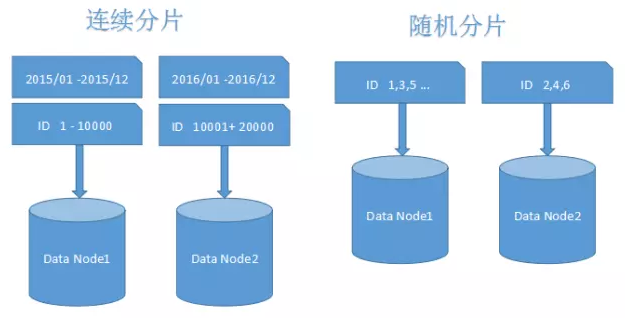 连续分片
2015/01 -2015/12
2016/01 -2016/12
ID 1 - 10000
ID 10001+ 20000
Data Node1
Data Node2
随机分片
ID 1,3,5 ...
ID 2,4,6
Data Node1
Data Node2